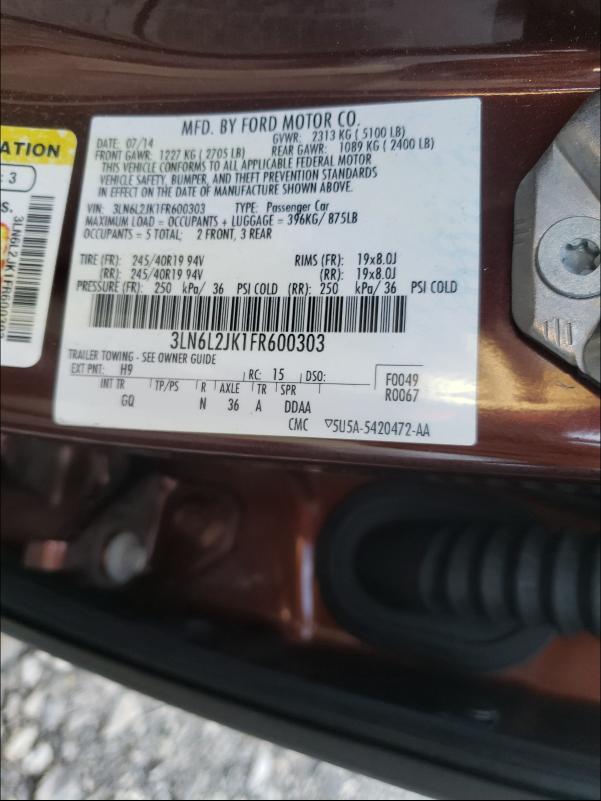 ATION
: 3
S.
3LN6L2JK1FR600303
MFD. BY FORD MOTOR CO.
DATE: 07/14 GVWR: 2313 KG (5100 LB)
FRONT GAWR: 1227 KG (2705 LB) REAR GAWR: 1089 KG (2400 LB)
THIS VEHICLE CONFORMS TO ALL APPLICABLE FEDERAL MOTOR
VEHICLE SAFETY, BUMPER, AND THEFT PREVENTION STANDARDS
IN EFFECT ON THE DATE OF MANUFACTURE SHOWN ABOVE.
VIN: 3LN6L2JK1FR600303 TYPE: Passenger Car
MAXIMUM LOAD = OCCUPANTS + LUGGAGE = 396KG/ 875LB
OCCUPANTS = 5 TOTAL; 2 FRONT, 3 REAR
TIRE (FR): 245/40R19 94V RIMS (FR): 19x8.0J
(RR): 245/40R19 94V (RR): 19x8.0J
PRESSURE (FR): 250 kPa/ 36 PSI COLD (RR): 250 kPa/ 36 PSI COLD
3LN6L2JK1FR600303
TRAILER TOWING - SEE OWNER GUIDE
EXT PNT: H9 RC: 15 DSO: F0049
INT TR TP/PS R AXLE TR SPR R0067
GQ N 36 A DDAA
CMC ▽5U5A-5420472-AA